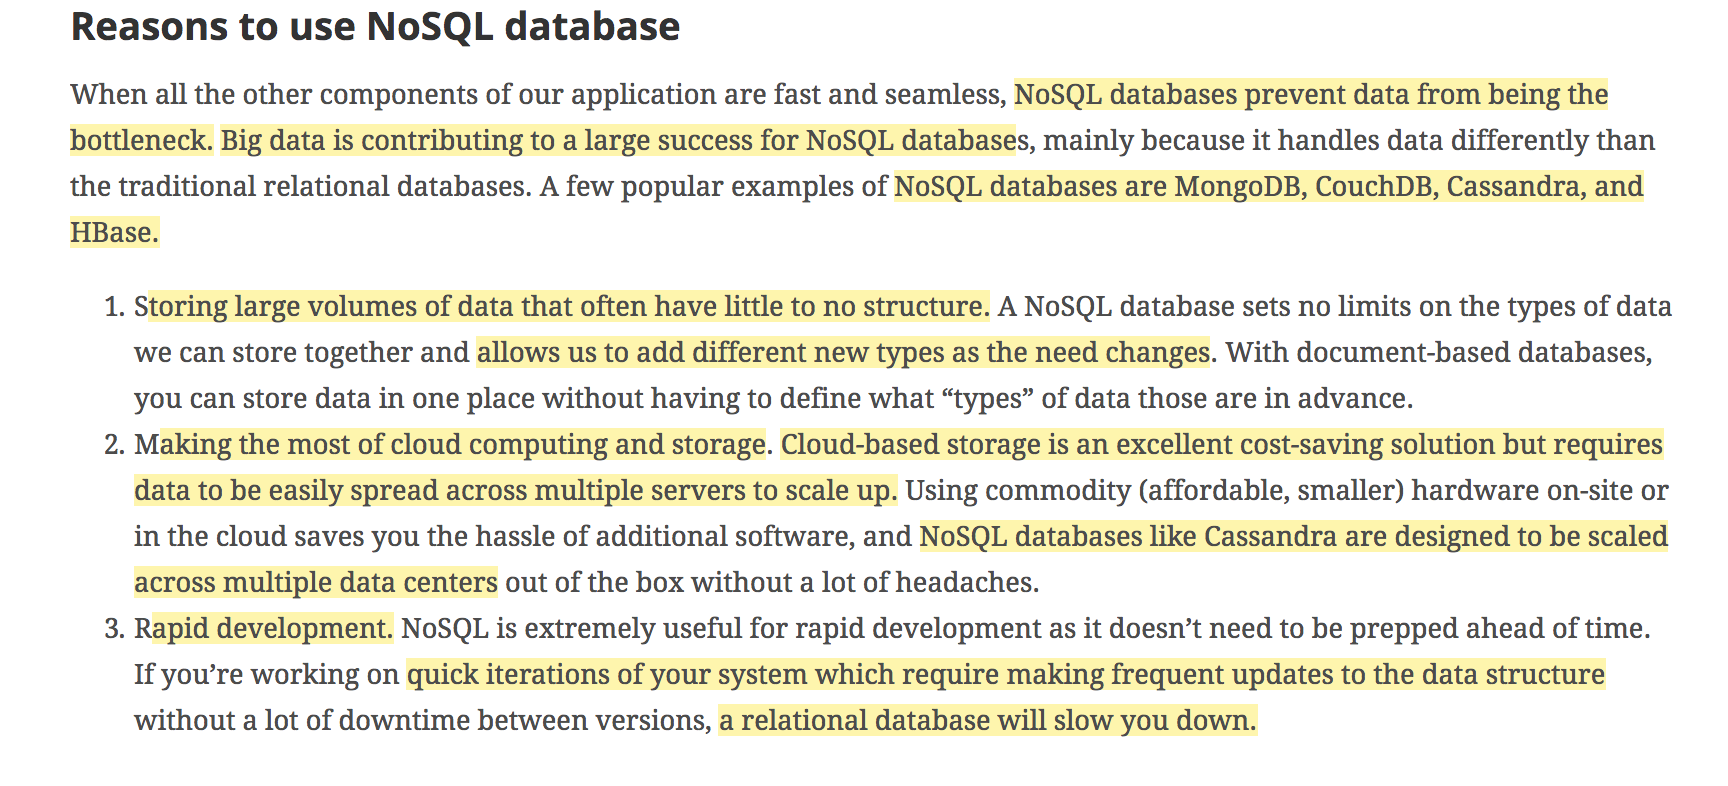 Reasons to use NoSQL database
When all the other components of our application are fast and seamless, NoSQL databases prevent data from being the
bottleneck. Big data is contributing to a large success for NoSQL databases, mainly because it handles data differently than
the traditional relational databases. A few popular examples of NoSQL databases are MongoDB, CouchDB, Cassandra, and
HBase.
1. Storing large volumes of data that often have little to no structure. A NoSQL database sets no limits on the types of data
we can store together and allows us to add different new types as the need changes. With document-based databases,
you can store data in one place without having to define what “types” of data those are in advance.
2. Making the most of cloud computing and storage. Cloud-based storage is an excellent cost-saving solution but requires
data to be easily spread across multiple servers to scale up. Using commodity (affordable, smaller) hardware on-site or
in the cloud saves you the hassle of additional software, and NoSQL databases like Cassandra are designed to be scaled
across multiple data centers out of the box without a lot of headaches.
3. Rapid development. NoSQL is extremely useful for rapid development as it doesn’t need to be prepped ahead of time.
If you’re working on quick iterations of your system which require making frequent updates to the data structure
without a lot of downtime between versions, a relational database will slow you down.